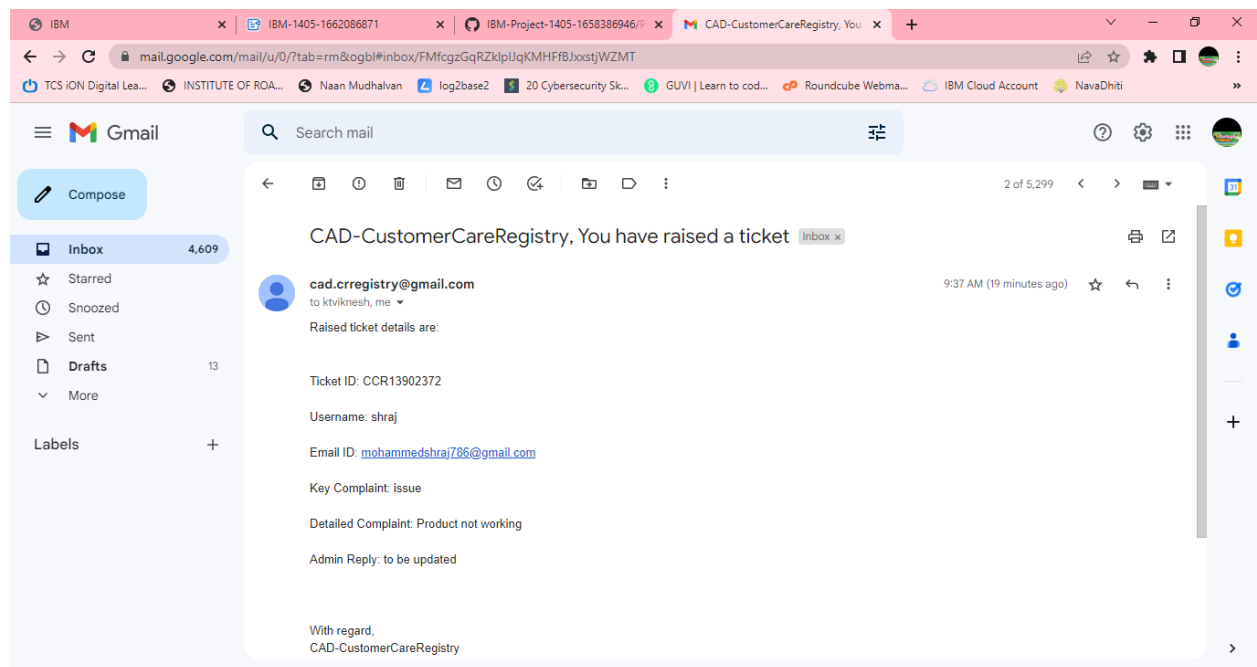 IBM
IBM-1405-1662086871
IBM-Project-1405-1658386946/P
CAD-CustomerCareRegistry, You
mail.google.com/mail/u/0/?tab=rm&ogbl#inbox/FMfcgzGqRZklpIJqKMHFfBJxxstjWZMT
TCS iON Digital Lea... INSTITUTE OF ROA... Naan Mudhalvan log2base2 20 Cybersecurity Sk... GUVI | Learn to cod... Roundcube Webma... IBM Cloud Account NavaDhiti »
Gmail
Search mail
Compose
2 of 5,299
Inbox 4,609
Starred
Snoozed
Sent
Drafts 13
More
Labels
CAD-CustomerCareRegistry, You have raised a ticket Inbox x
cad.crregistry@gmail.com
9:37 AM (19 minutes ago)
to ktviknesh, me
Raised ticket details are:
Ticket ID: CCR13902372
Username: shraj
Email ID: mohammedshraj786@gmail.com
Key Complaint: issue
Detailed Complaint: Product not working
Admin Reply: to be updated
With regard,
CAD-CustomerCareRegistry
31